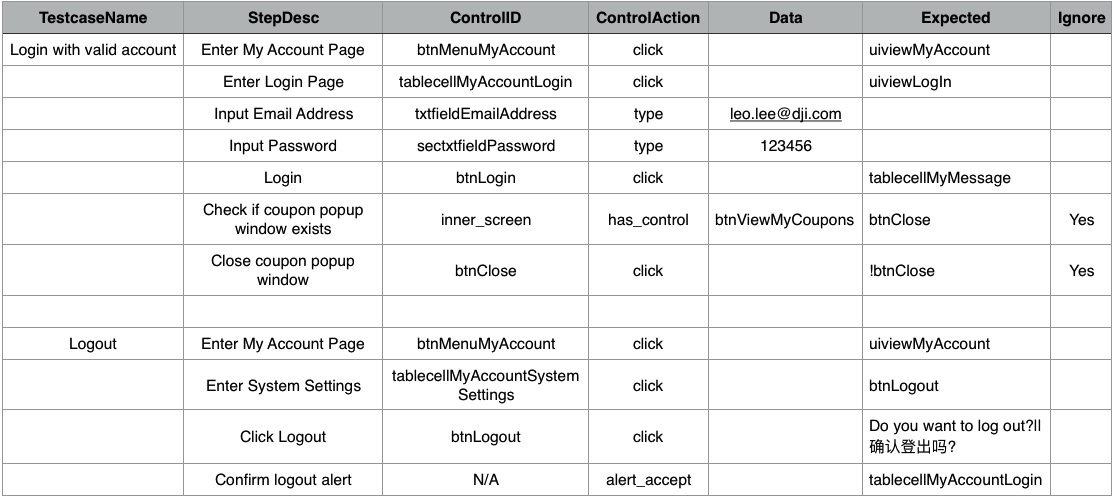 TestcaseName StepDesc ControlID ControlAction Data Expected Ignore
Login with valid account Enter My Account Page btnMenuMyAccount click uiviewMyAccount
Enter Login Page tablecellMyAccountLogin click uiviewLogIn
Input Email Address txtfieldEmailAddress type leo.lee@dji.com
Input Password sectxtfieldPassword type 123456
Login btnLogin click tablecellMyMessage
Check if coupon popup
window exists inner_screen has_control btnViewMyCoupons btnClose Yes
Close coupon popup
window btnClose click !btnClose Yes
Logout Enter My Account Page btnMenuMyAccount click uiviewMyAccount
Enter System Settings tablecellMyAccountSystem
Settings click btnLogout
Click Logout btnLogout click Do you want to log out?||
确认登出吗?
Confirm logout alert N/A alert_accept tablecellMyAccountLogin